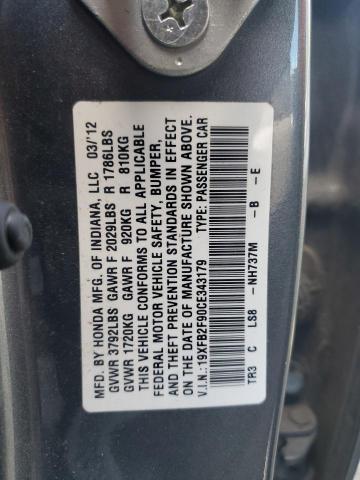 MFD. BY HONDA MFG. OF INDIANA, LLC 03/12
GVWR 3792LBS GAWR F 2029LBS R 1786LBS
GVWR 1720KG GAWR F 920KG R 810KG
THIS VEHICLE CONFORMS TO ALL APPLICABLE
FEDERAL MOTOR VEHICLE SAFETY, BUMPER,
AND THEFT PREVENTION STANDARDS IN EFFECT
ON THE DATE OF MANUFACTURE SHOWN ABOVE.
V.I.N.: 19XFB2F90CE343179 TYPE: PASSENGER CAR
TR3 C LS8 -NH737M -B -E